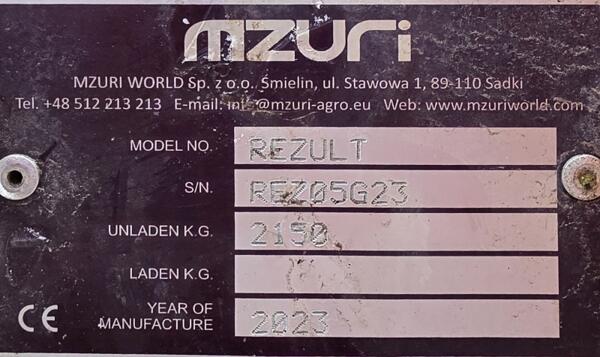 mzuri
MZURI WORLD Sp. z o.o. Śmielin, ul. Stawowa 1, 89-110 Sadki
Tel. +48 512 213 213 E-mail: info@mzuri-agro.eu Web: www.mzuriworld.com
MODEL NO. REZULT
S/N. REZ05G23
UNLADEN K.G. 2150
LADEN K.G.
YEAR OF
MANUFACTURE 2023
CE